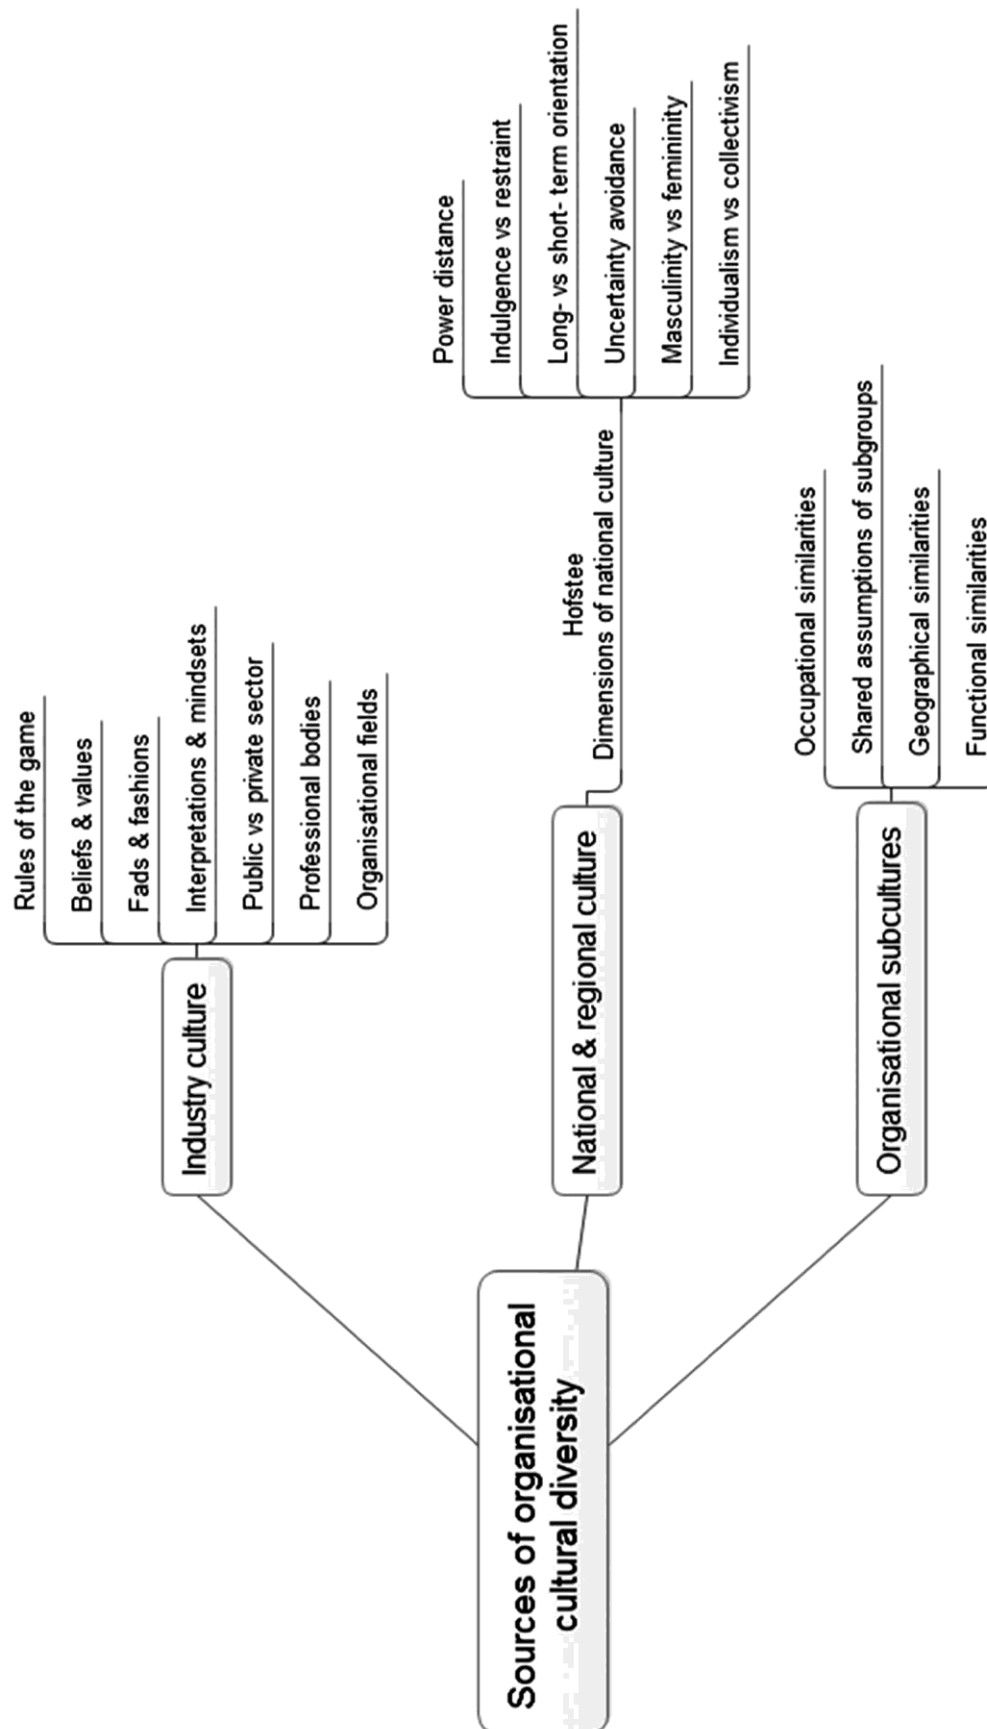 Sources of organisational
cultural diversity
Industry culture
Rules of the game
Beliefs & values
Fads & fashions
Interpretations & mindsets
Public vs private sector
Professional bodies
Organisational fields
National & regional culture
Hofstee
Dimensions of national culture
Power distance
Indulgence vs restraint
Long- vs short- term orientation
Uncertainty avoidance
Masculinity vs femininity
Individualism vs collectivism
Organisational subcultures
Occupational similarities
Shared assumptions of subgroups
Geographical similarities
Functional similarities